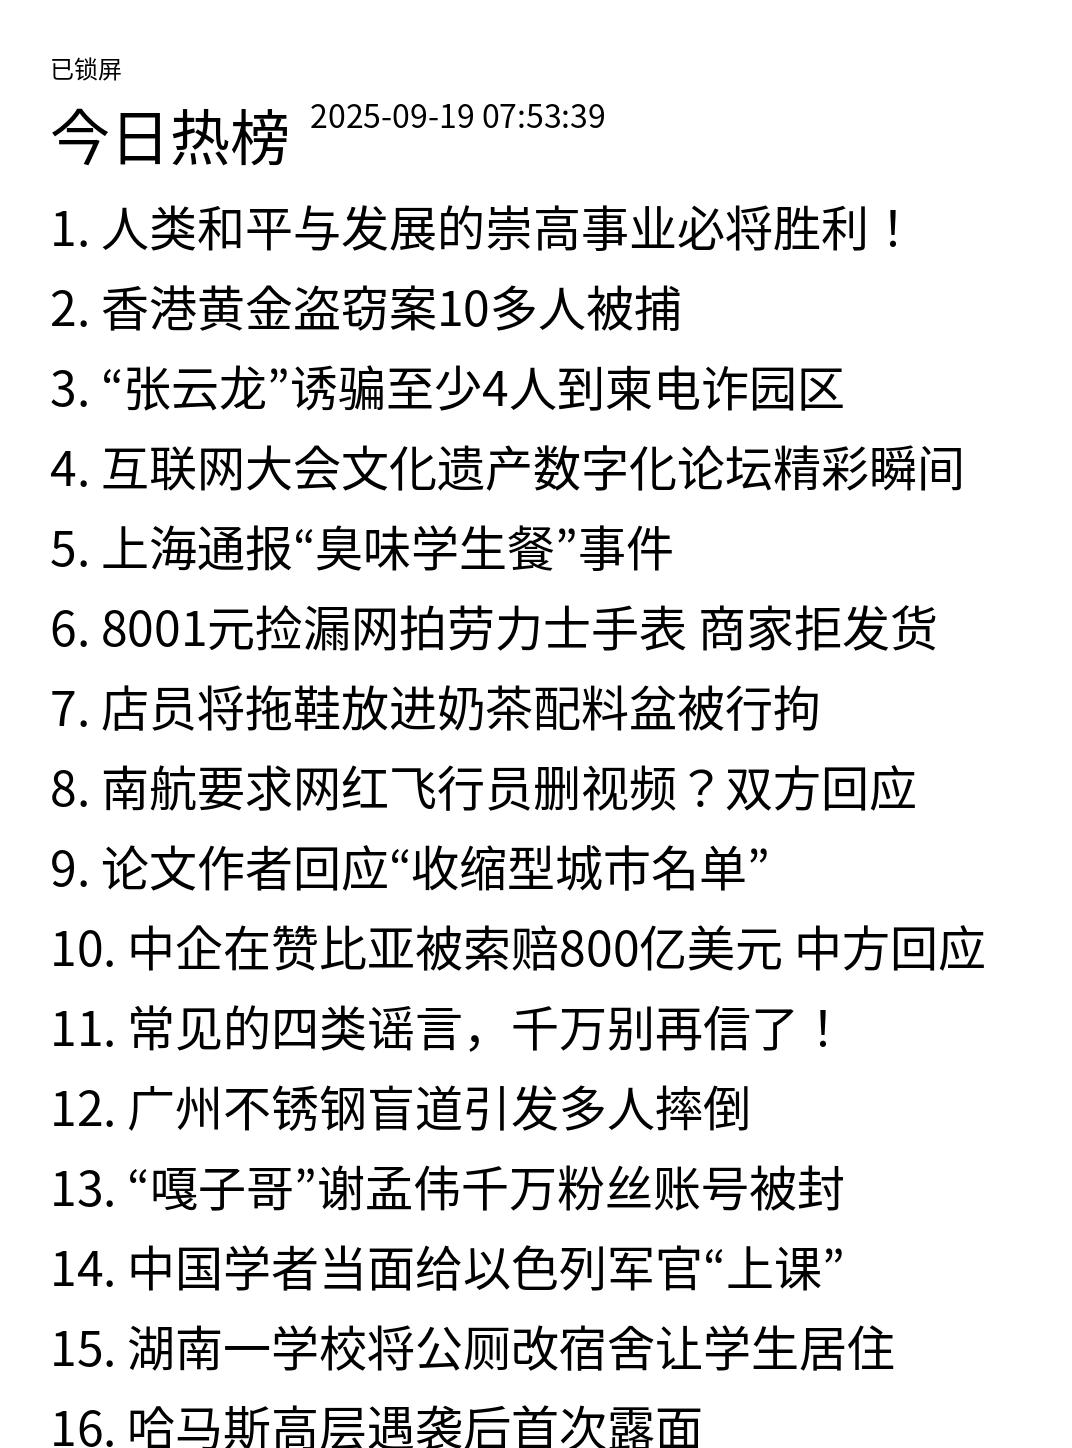 已锁屏
今日热榜 2025-09-19 07:53:39
1. 人类和平与发展的崇高事业必将胜利！
2. 香港黄金盗窃案10多人被捕
3. “张云龙”诱骗至少4人到柬电诈园区
4. 互联网大会文化遗产数字化论坛精彩瞬间
5. 上海通报“臭味学生餐”事件
6. 8001元捡漏网拍劳力士手表 商家拒发货
7. 店员将拖鞋放进奶茶配料盆被行拘
8. 南航要求网红飞行员删视频？双方回应
9. 论文作者回应“收缩型城市名单”
10. 中企在赞比亚被索赔800亿美元 中方回应
11. 常见的四类谣言，千万别再信了！
12. 广州不锈钢盲道引发多人摔倒
13. “嘎子哥”谢孟伟千万粉丝账号被封
14. 中国学者当面给以色列军官“上课”
15. 湖南一学校将公厕改宿舍让学生居住
16. 哈马斯高层遇袭后首次露面